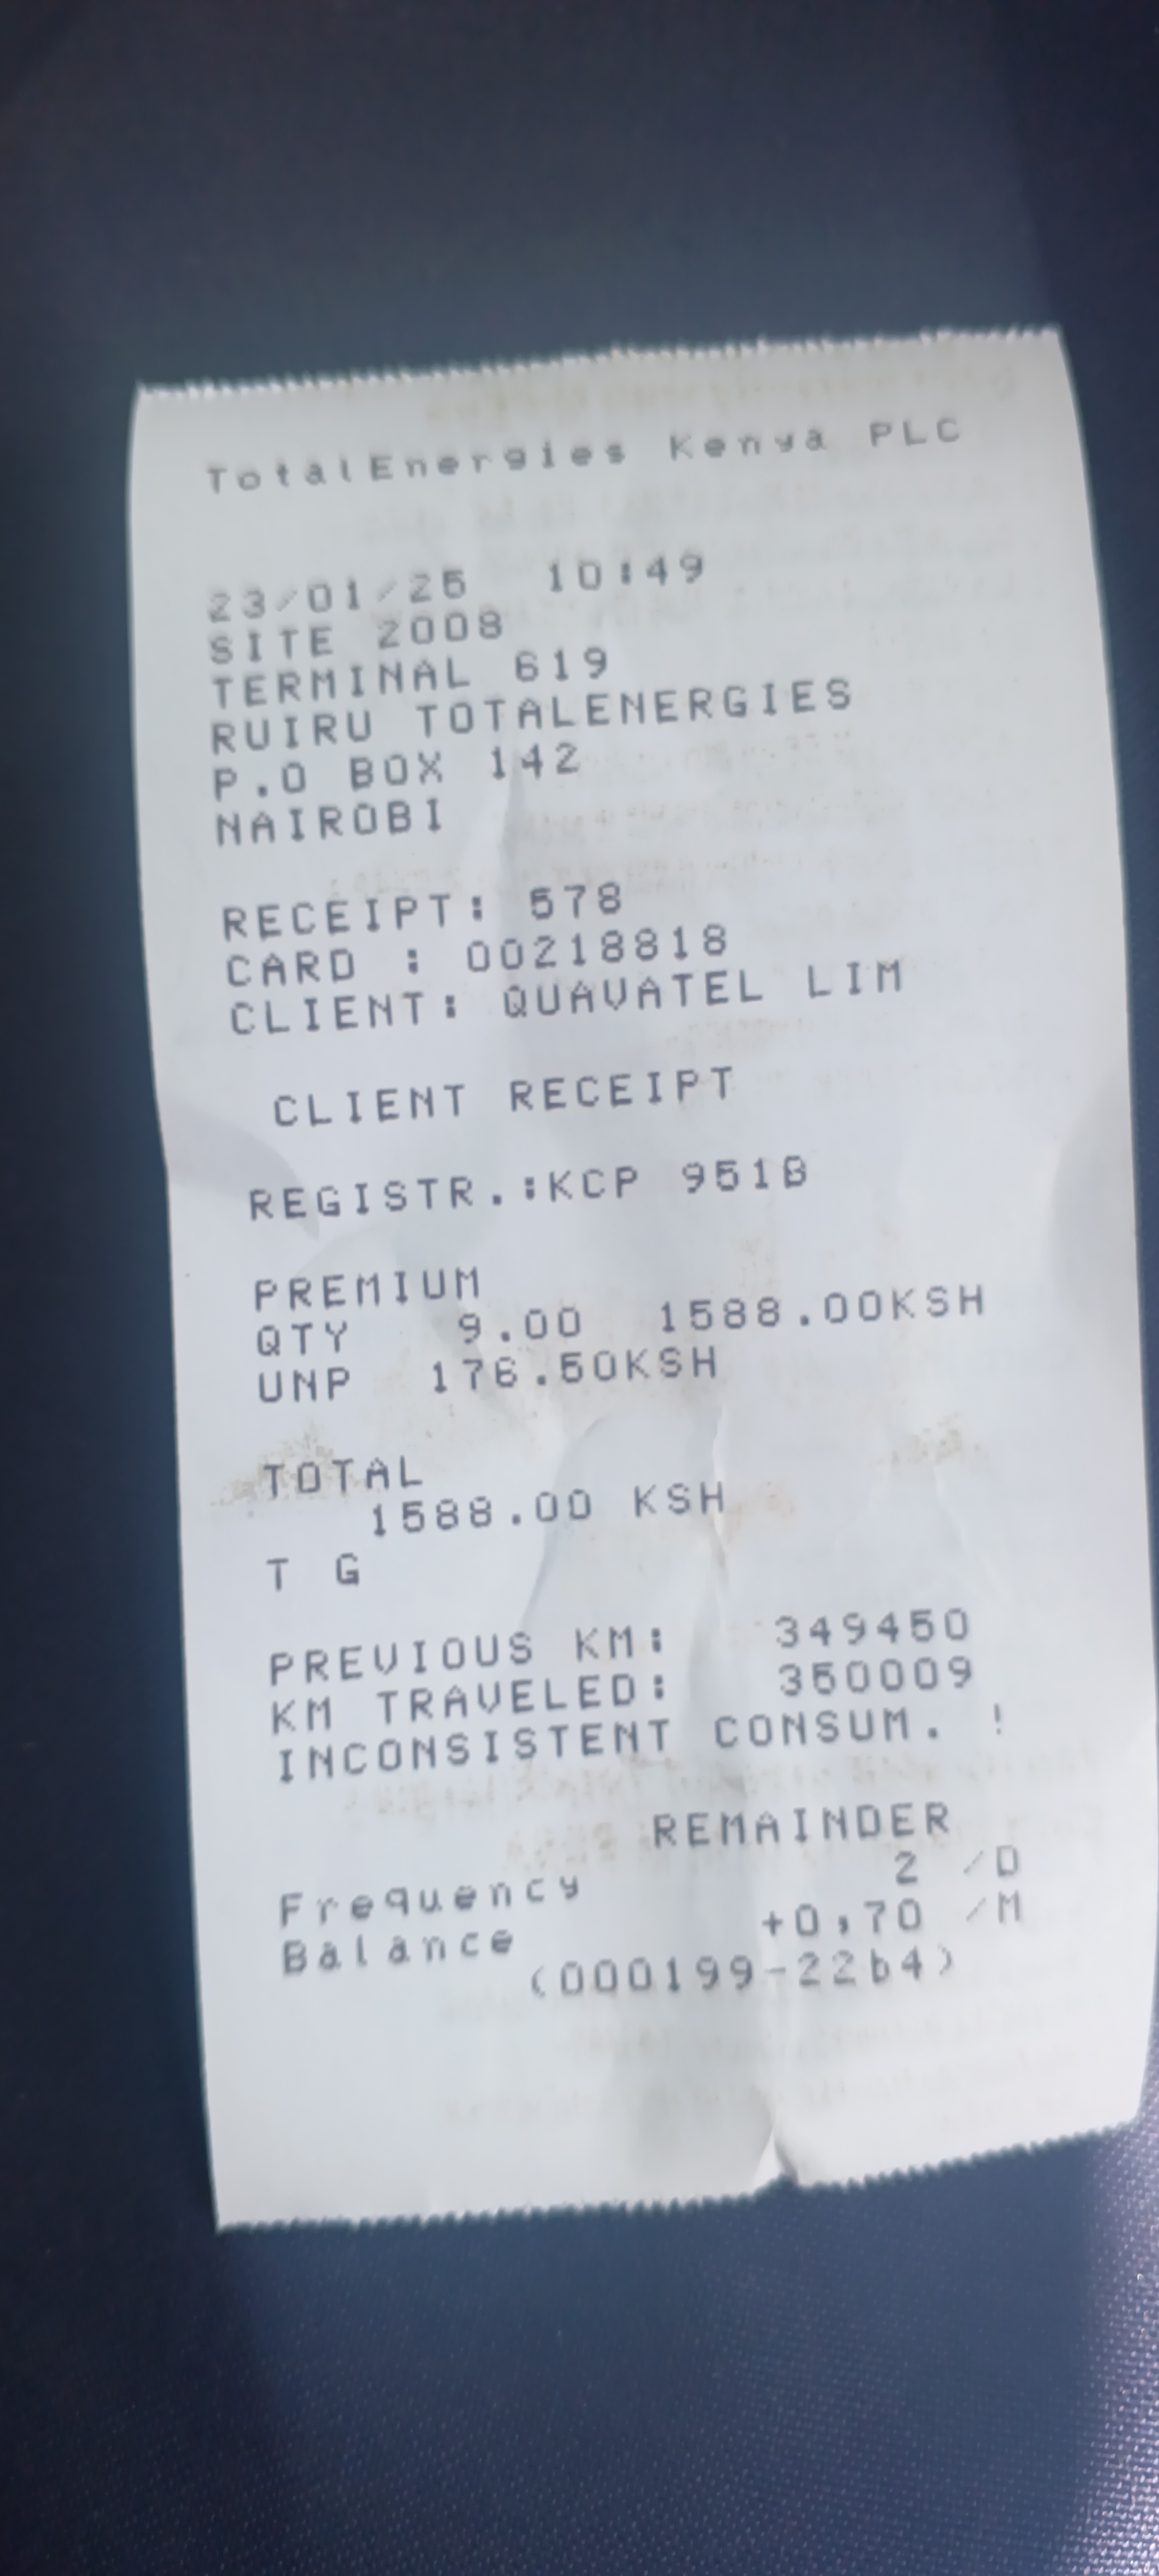 TotalEnergies Kenya PLC
23/01/25 10:49
SITE 2008
TERMINAL 619
RUIRU TOTALENERGIES
P.O BOX 142
NAIROBI
RECEIPT: 578
CARD : 00218818
CLIENT: QUAVATEL LIM
CLIENT RECEIPT
REGISTR.:KCP 951B
PREMIUM
QTY 9.00 1588.00KSH
UNP 176.50KSH
TOTAL
1588.00 KSH
T G
PREVIOUS KM: 349450
KM TRAVELED: 350009
INCONSISTENT CONSUM. !
REMAINDER
Frequency 2 /D
Balance +0,70 /M
(000199-22b4)